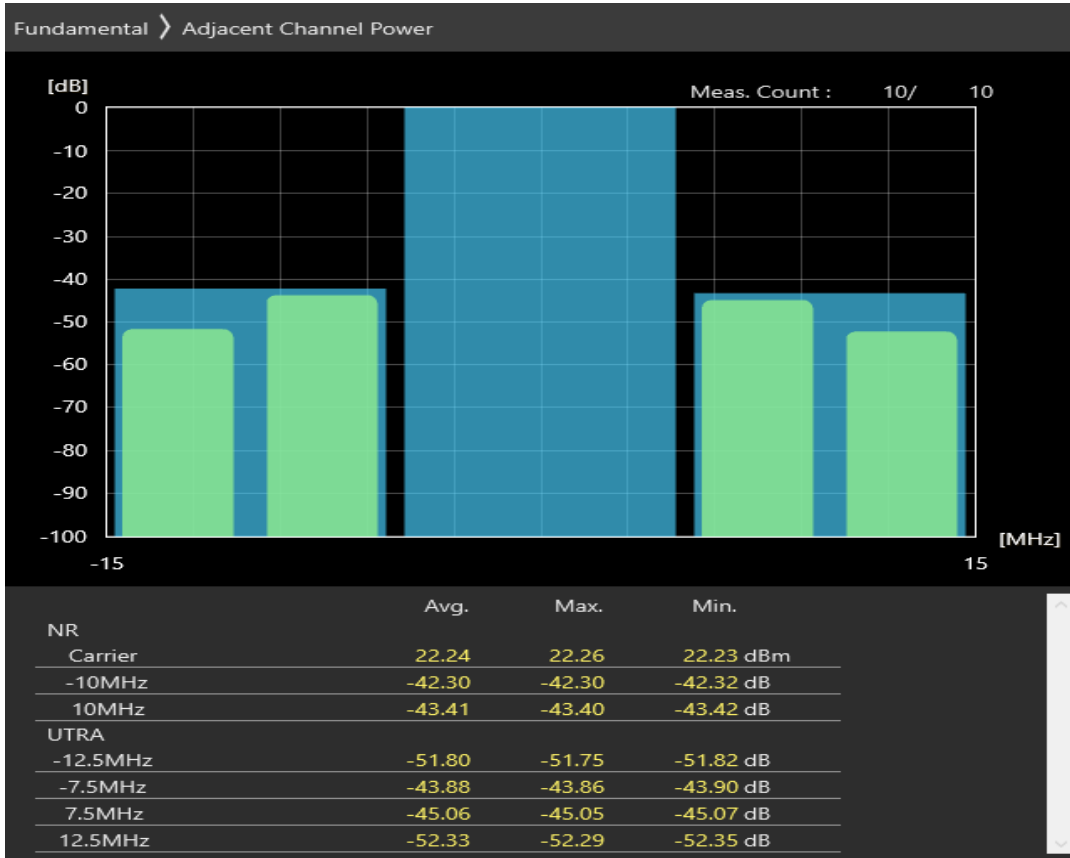 Fundamental ❭ Adjacent Channel Power
[dB]
Meas. Count : 10/ 10
0
-10
-20
-30
-40
-50
-60
-70
-80
-90
-100
[MHz]
-15 15
Avg. Max. Min.
NR
Carrier 22.24 22.26 22.23 dBm
-10MHz -42.30 -42.30 -42.32 dB
10MHz -43.41 -43.40 -43.42 dB
UTRA
-12.5MHz -51.80 -51.75 -51.82 dB
-7.5MHz -43.88 -43.86 -43.90 dB
7.5MHz -45.06 -45.05 -45.07 dB
12.5MHz -52.33 -52.29 -52.35 dB